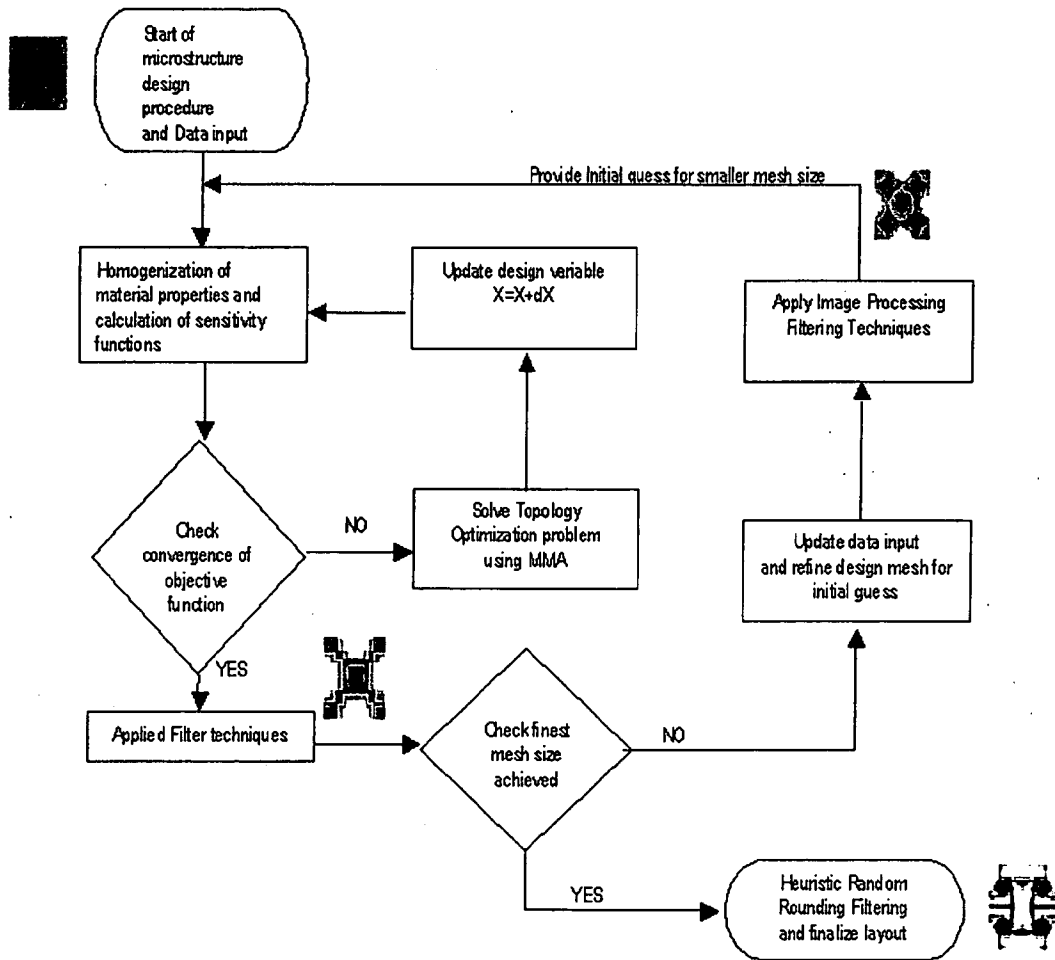 Start of
microstructure
design
procedure
and Data input
Provide Initial guess for smaller mesh size
Homogenization of
material properties and
calculation of sensitivity
functions
Update design variable
X=X+dX
Apply Image Processing
Filtering Techniques
Check
convergence of
objective
function
NO
Solve Topology
Optimization problem
using MMA
Update data input
and refine design mesh for
initial guess
YES
Applied Filter techniques
Check finest
mesh size
achieved
NO
YES
Heuristic Random
Rounding Filtering
and finalize layout